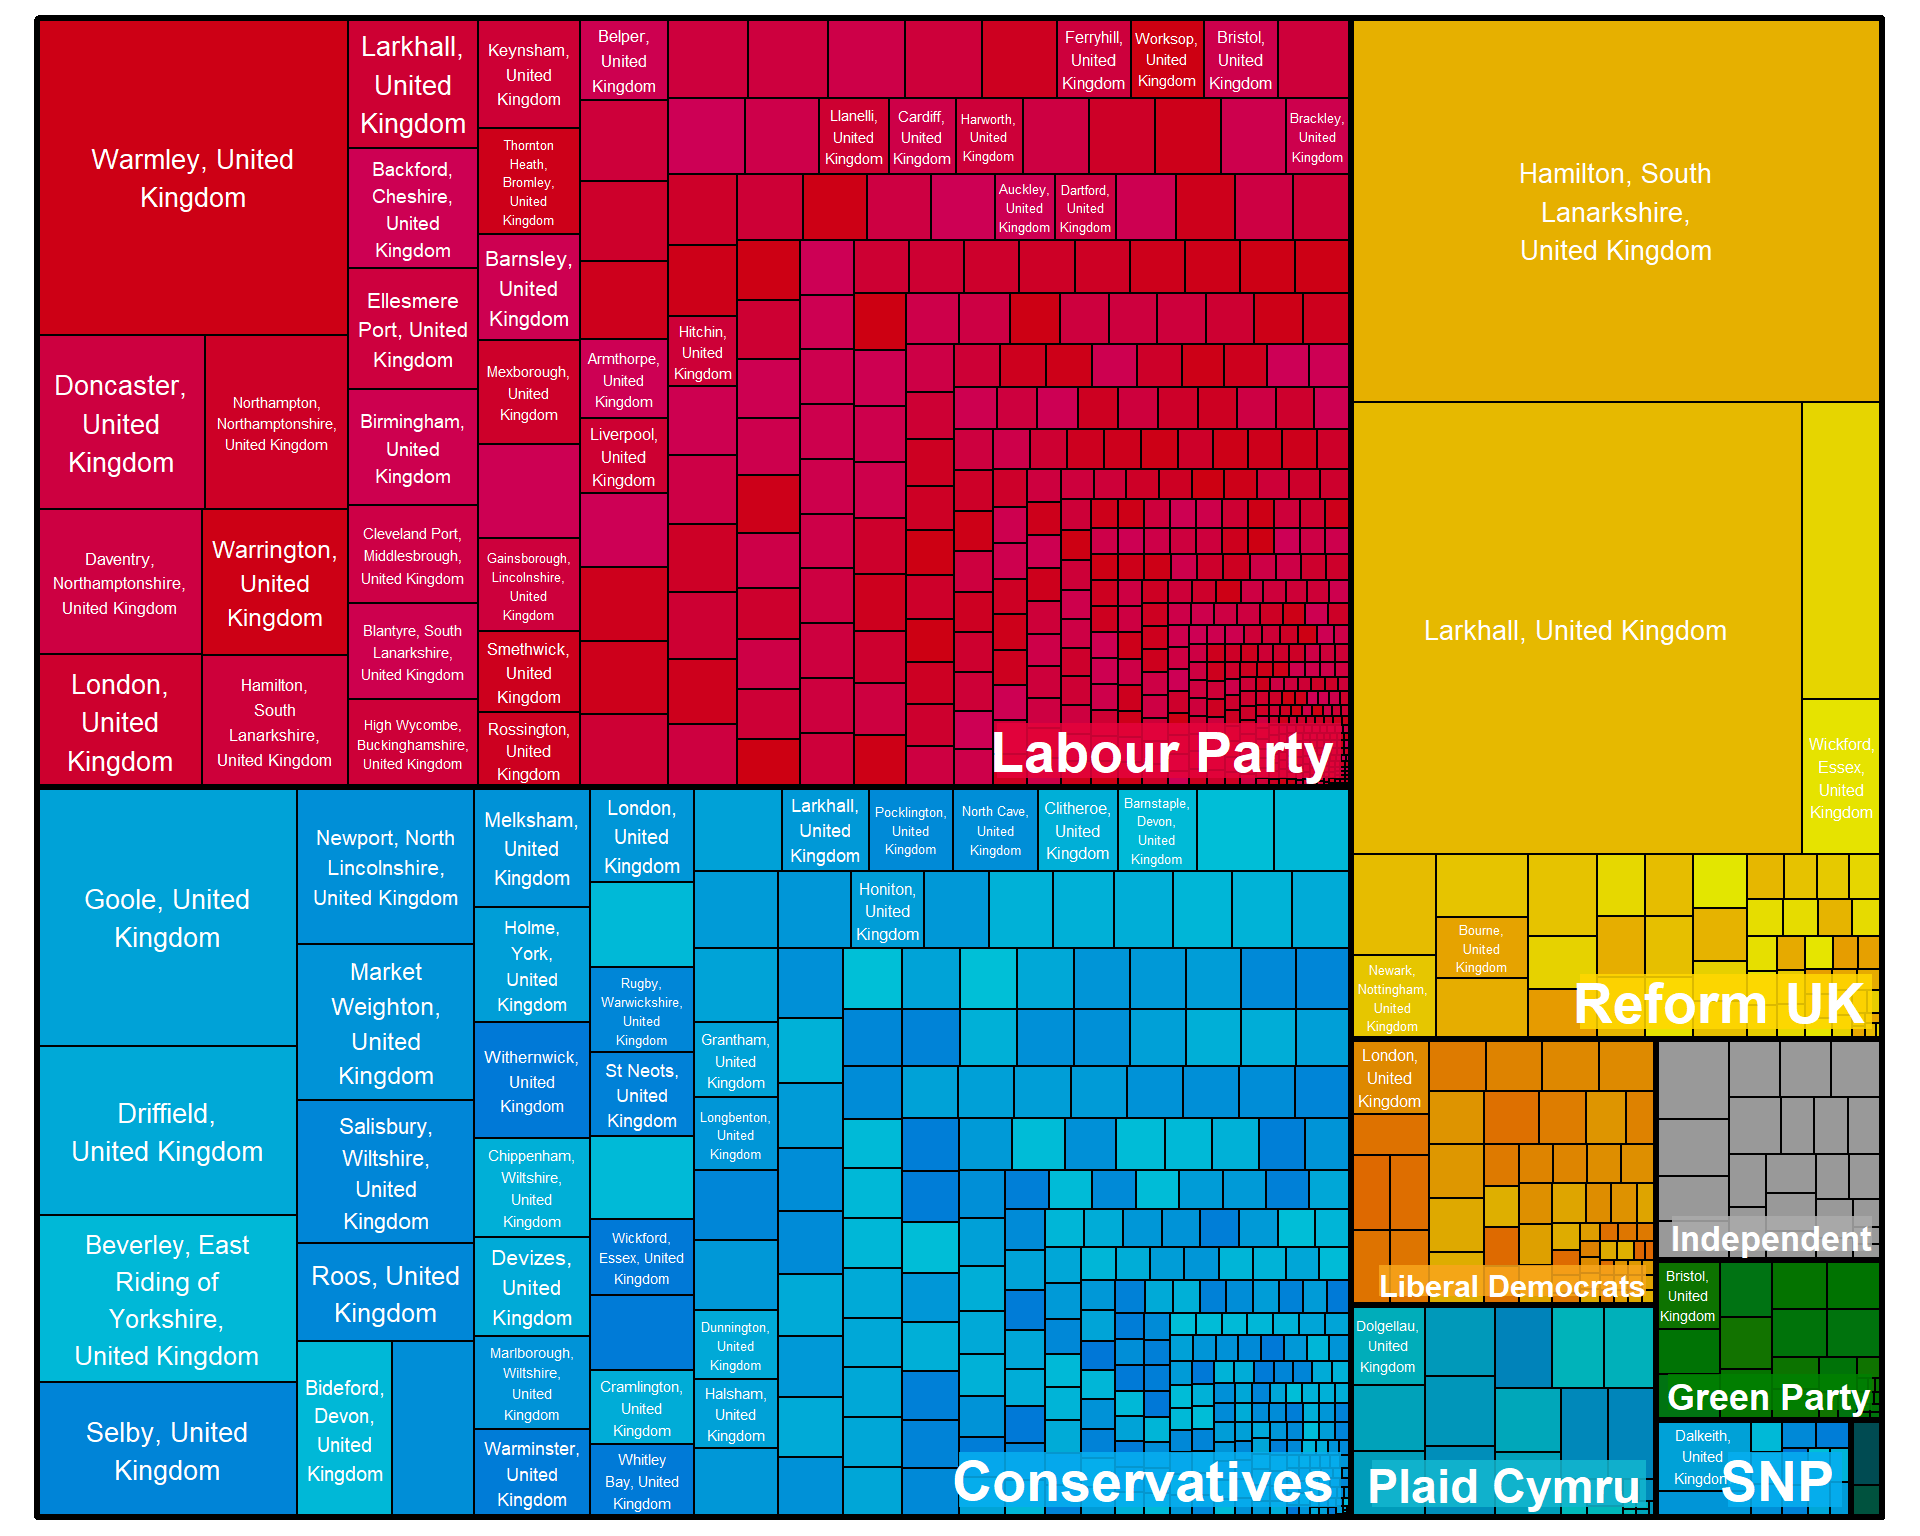 Warmley, United
Kingdom
Doncaster,
United
Kingdom
Northampton,
Northamptonshire,
United Kingdom
Daventry,
Northamptonshire,
United Kingdom
Warrington,
United
Kingdom
London,
United
Kingdom
Hamilton,
South
Lanarkshire,
United Kingdom
Larkhall,
United
Kingdom
Backford,
Cheshire,
United
Kingdom
Ellesmere
Port, United
Kingdom
Birmingham,
United
Kingdom
Cleveland Port,
Middlesbrough,
United Kingdom
Blantyre, South
Lanarkshire,
United Kingdom
High Wycombe,
Buckinghamshire,
United Kingdom
Keynsham,
United
Kingdom
Thornton
Heath,
Bromley,
United
Kingdom
Barnsley,
United
Kingdom
Mexborough,
United
Kingdom
Gainsborough,
Lincolnshire,
United
Kingdom
Smethwick,
United
Kingdom
Rossington,
United
Kingdom
Belper,
United
Kingdom
Armthorpe,
United
Kingdom
Liverpool,
United
Kingdom
Hitchin,
United
Kingdom
Ferryhill,
United
Kingdom
Worksop,
United
Kingdom
Bristol,
United
Kingdom
Llanelli,
United
Kingdom
Cardiff,
United
Kingdom
Harworth,
United
Kingdom
Brackley,
United
Kingdom
Auckley,
United
Kingdom
Dartford,
United
Kingdom
Labour Party
Goole, United
Kingdom
Driffield,
United Kingdom
Beverley, East
Riding of
Yorkshire,
United Kingdom
Selby, United
Kingdom
Newport, North
Lincolnshire,
United Kingdom
Market
Weighton,
United
Kingdom
Salisbury,
Wiltshire,
United
Kingdom
Roos, United
Kingdom
Bideford,
Devon,
United
Kingdom
Melksham,
United
Kingdom
Holme,
York,
United
Kingdom
Withernwick,
United
Kingdom
Chippenham,
Wiltshire,
United
Kingdom
Devizes,
United
Kingdom
Marlborough,
Wiltshire,
United
Kingdom
Warminster,
United
Kingdom
London,
United
Kingdom
Rugby,
Warwickshire,
United
Kingdom
St Neots,
United
Kingdom
Wickford,
Essex, United
Kingdom
Cramlington,
United
Kingdom
Whitley
Bay, United
Kingdom
Grantham,
United
Kingdom
Longbenton,
United
Kingdom
Dunnington,
United
Kingdom
Halsham,
United
Kingdom
Larkhall,
United
Kingdom
Pocklington,
United
Kingdom
North Cave,
United
Kingdom
Clitheroe,
United
Kingdom
Barnstaple,
Devon,
United
Kingdom
Honiton,
United
Kingdom
Conservatives
Hamilton, South
Lanarkshire,
United Kingdom
Larkhall, United Kingdom
Wickford,
Essex,
United
Kingdom
Newark,
Nottingham,
United
Kingdom
Bourne,
United
Kingdom
Reform UK
London,
United
Kingdom
Liberal Democrats
Independent
Bristol,
United
Kingdom
Green Party
Dolgellau,
United
Kingdom
Plaid Cymru
Dalkeith,
United
Kingdom
SNP